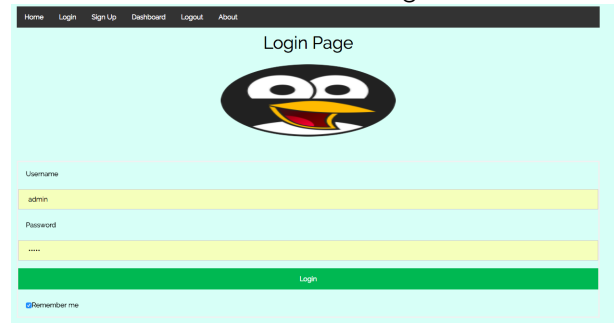 Home Login Sign Up Dashboard Logout About
Login Page
Username
admin
Password
•••••
Login
Remember me